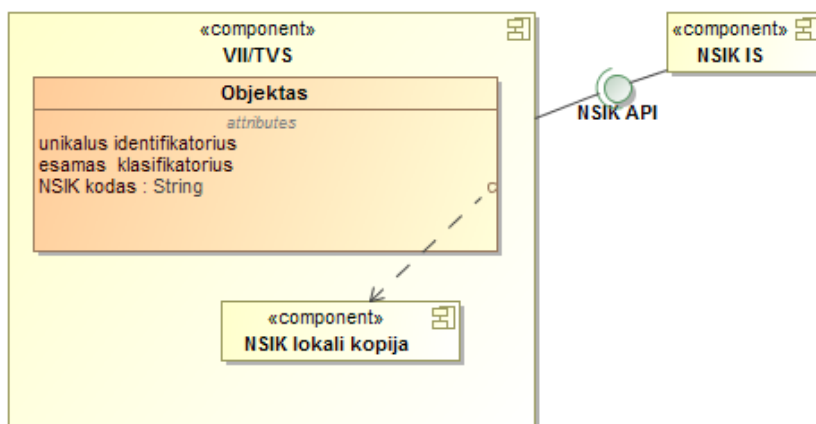 «component»
VII/TVS
Objektas
attributes
unikalus identifikatorius
esamas klasifikatorius
NSIK kodas : String
«component»
NSIK lokali kopija
«component»
NSIK IS
NSIK API